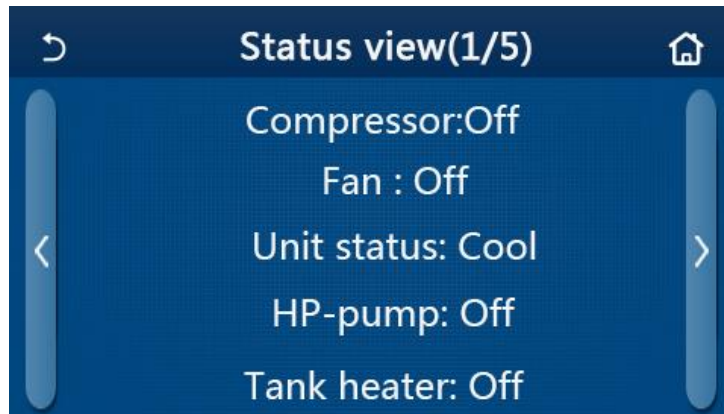 Status view(1/5)
Compressor:Off
Fan : Off
Unit status: Cool
HP-pump: Off
Tank heater: Off